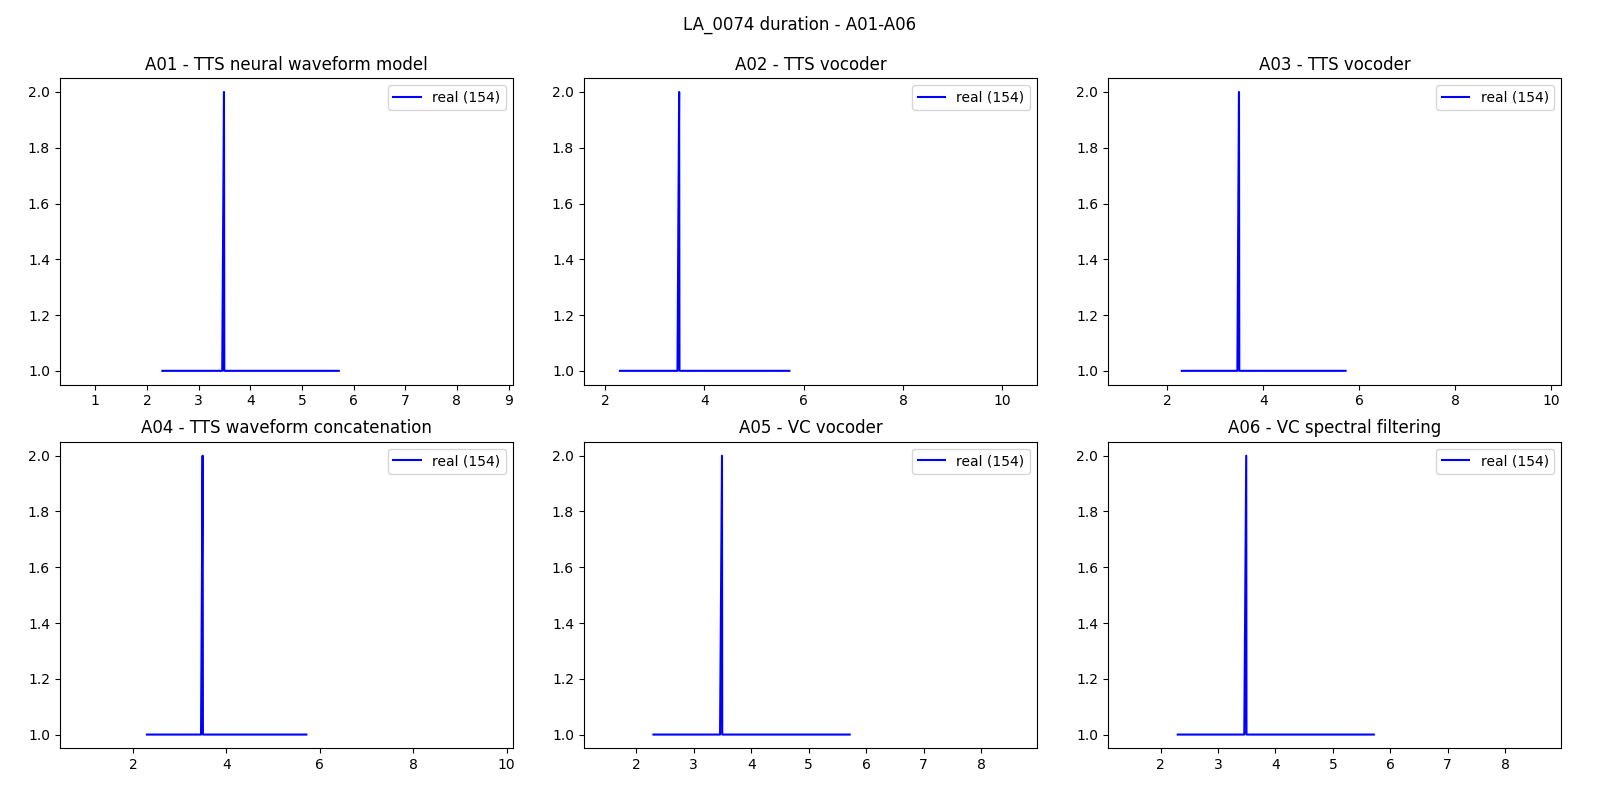 LA_0074 duration - A01-A06
A01 - TTS neural waveform model
2.0
1.8
1.6
1.4
1.2
1.0
real (154)
1 2 3 4 5 6 7 8 9
A02 - TTS vocoder
2.0
1.8
1.6
1.4
1.2
1.0
real (154)
2 4 6 8 10
A03 - TTS vocoder
2.0
1.8
1.6
1.4
1.2
1.0
real (154)
2 4 6 8 10
A04 - TTS waveform concatenation
2.0
1.8
1.6
1.4
1.2
1.0
real (154)
2 4 6 8 10
A05 - VC vocoder
2.0
1.8
1.6
1.4
1.2
1.0
real (154)
2 3 4 5 6 7 8
A06 - VC spectral filtering
2.0
1.8
1.6
1.4
1.2
1.0
real (154)
2 3 4 5 6 7 8